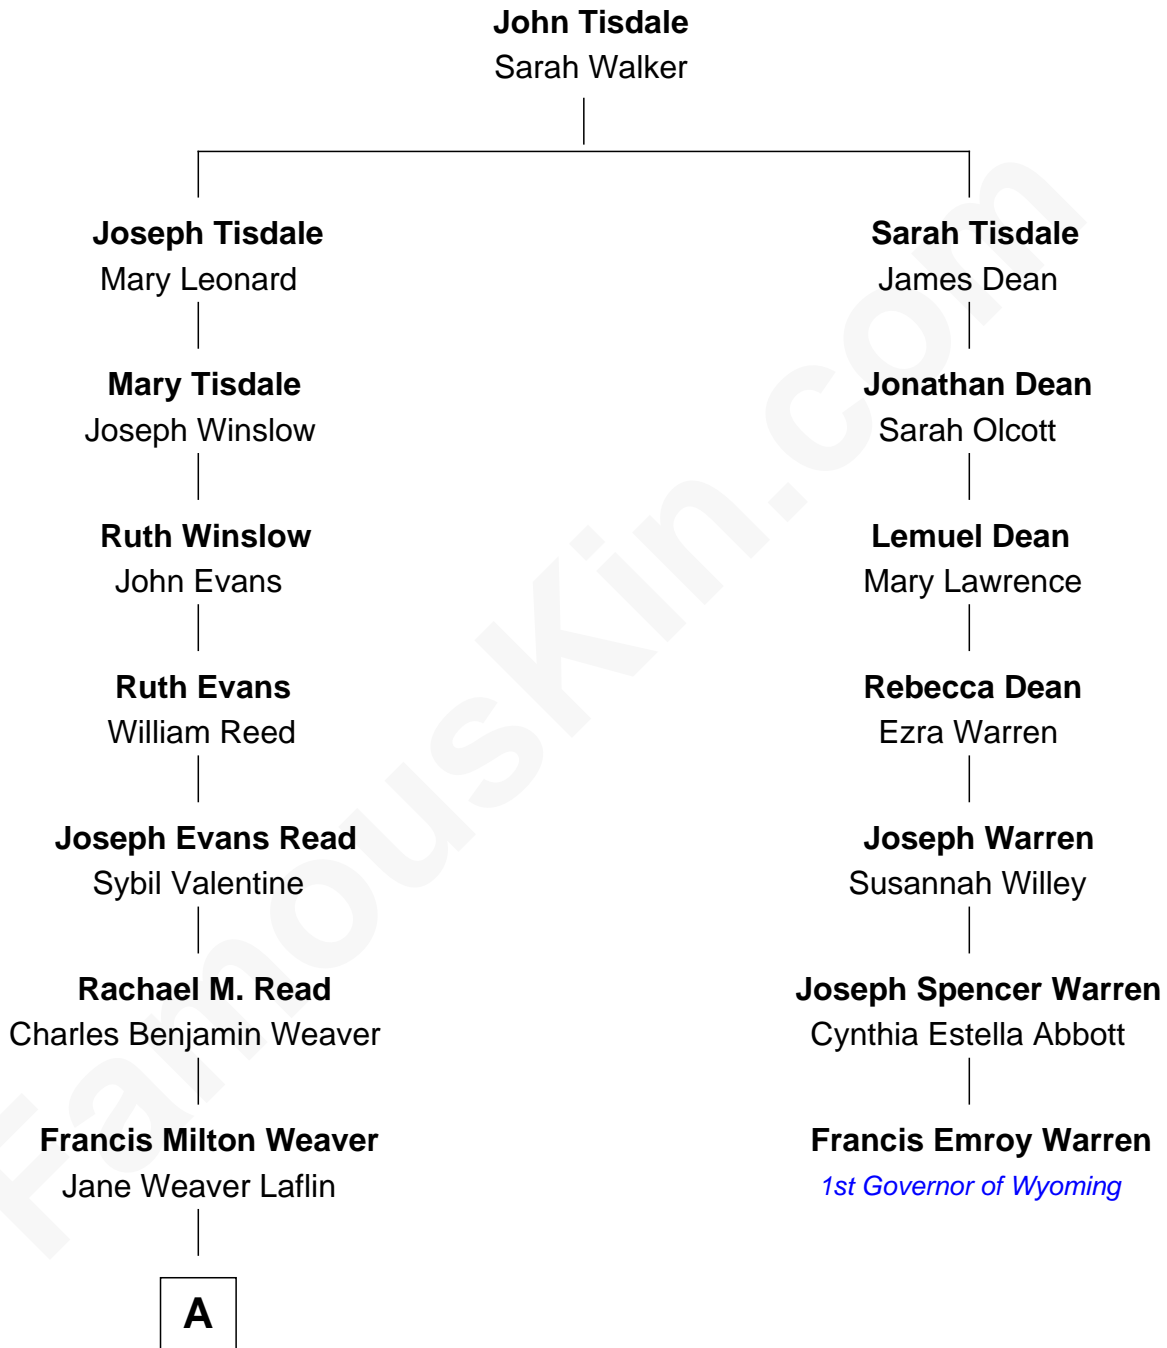 John Tisdale
Sarah Walker
Joseph Tisdale
Mary Leonard
Sarah Tisdale
James Dean
Mary Tisdale
Joseph Winslow
Jonathan Dean
Sarah Olcott
Ruth Winslow
John Evans
Lemuel Dean
Mary Lawrence
Ruth Evans
William Reed
Rebecca Dean
Ezra Warren
Joseph Evans Read
Sybil Valentine
Joseph Warren
Susannah Willey
Rachael M. Read
Charles Benjamin Weaver
Joseph Spencer Warren
Cynthia Estella Abbott
Francis Milton Weaver
Jane Weaver Laflin
Francis Emroy Warren
1st Governor of Wyoming
A
FamousKin.com